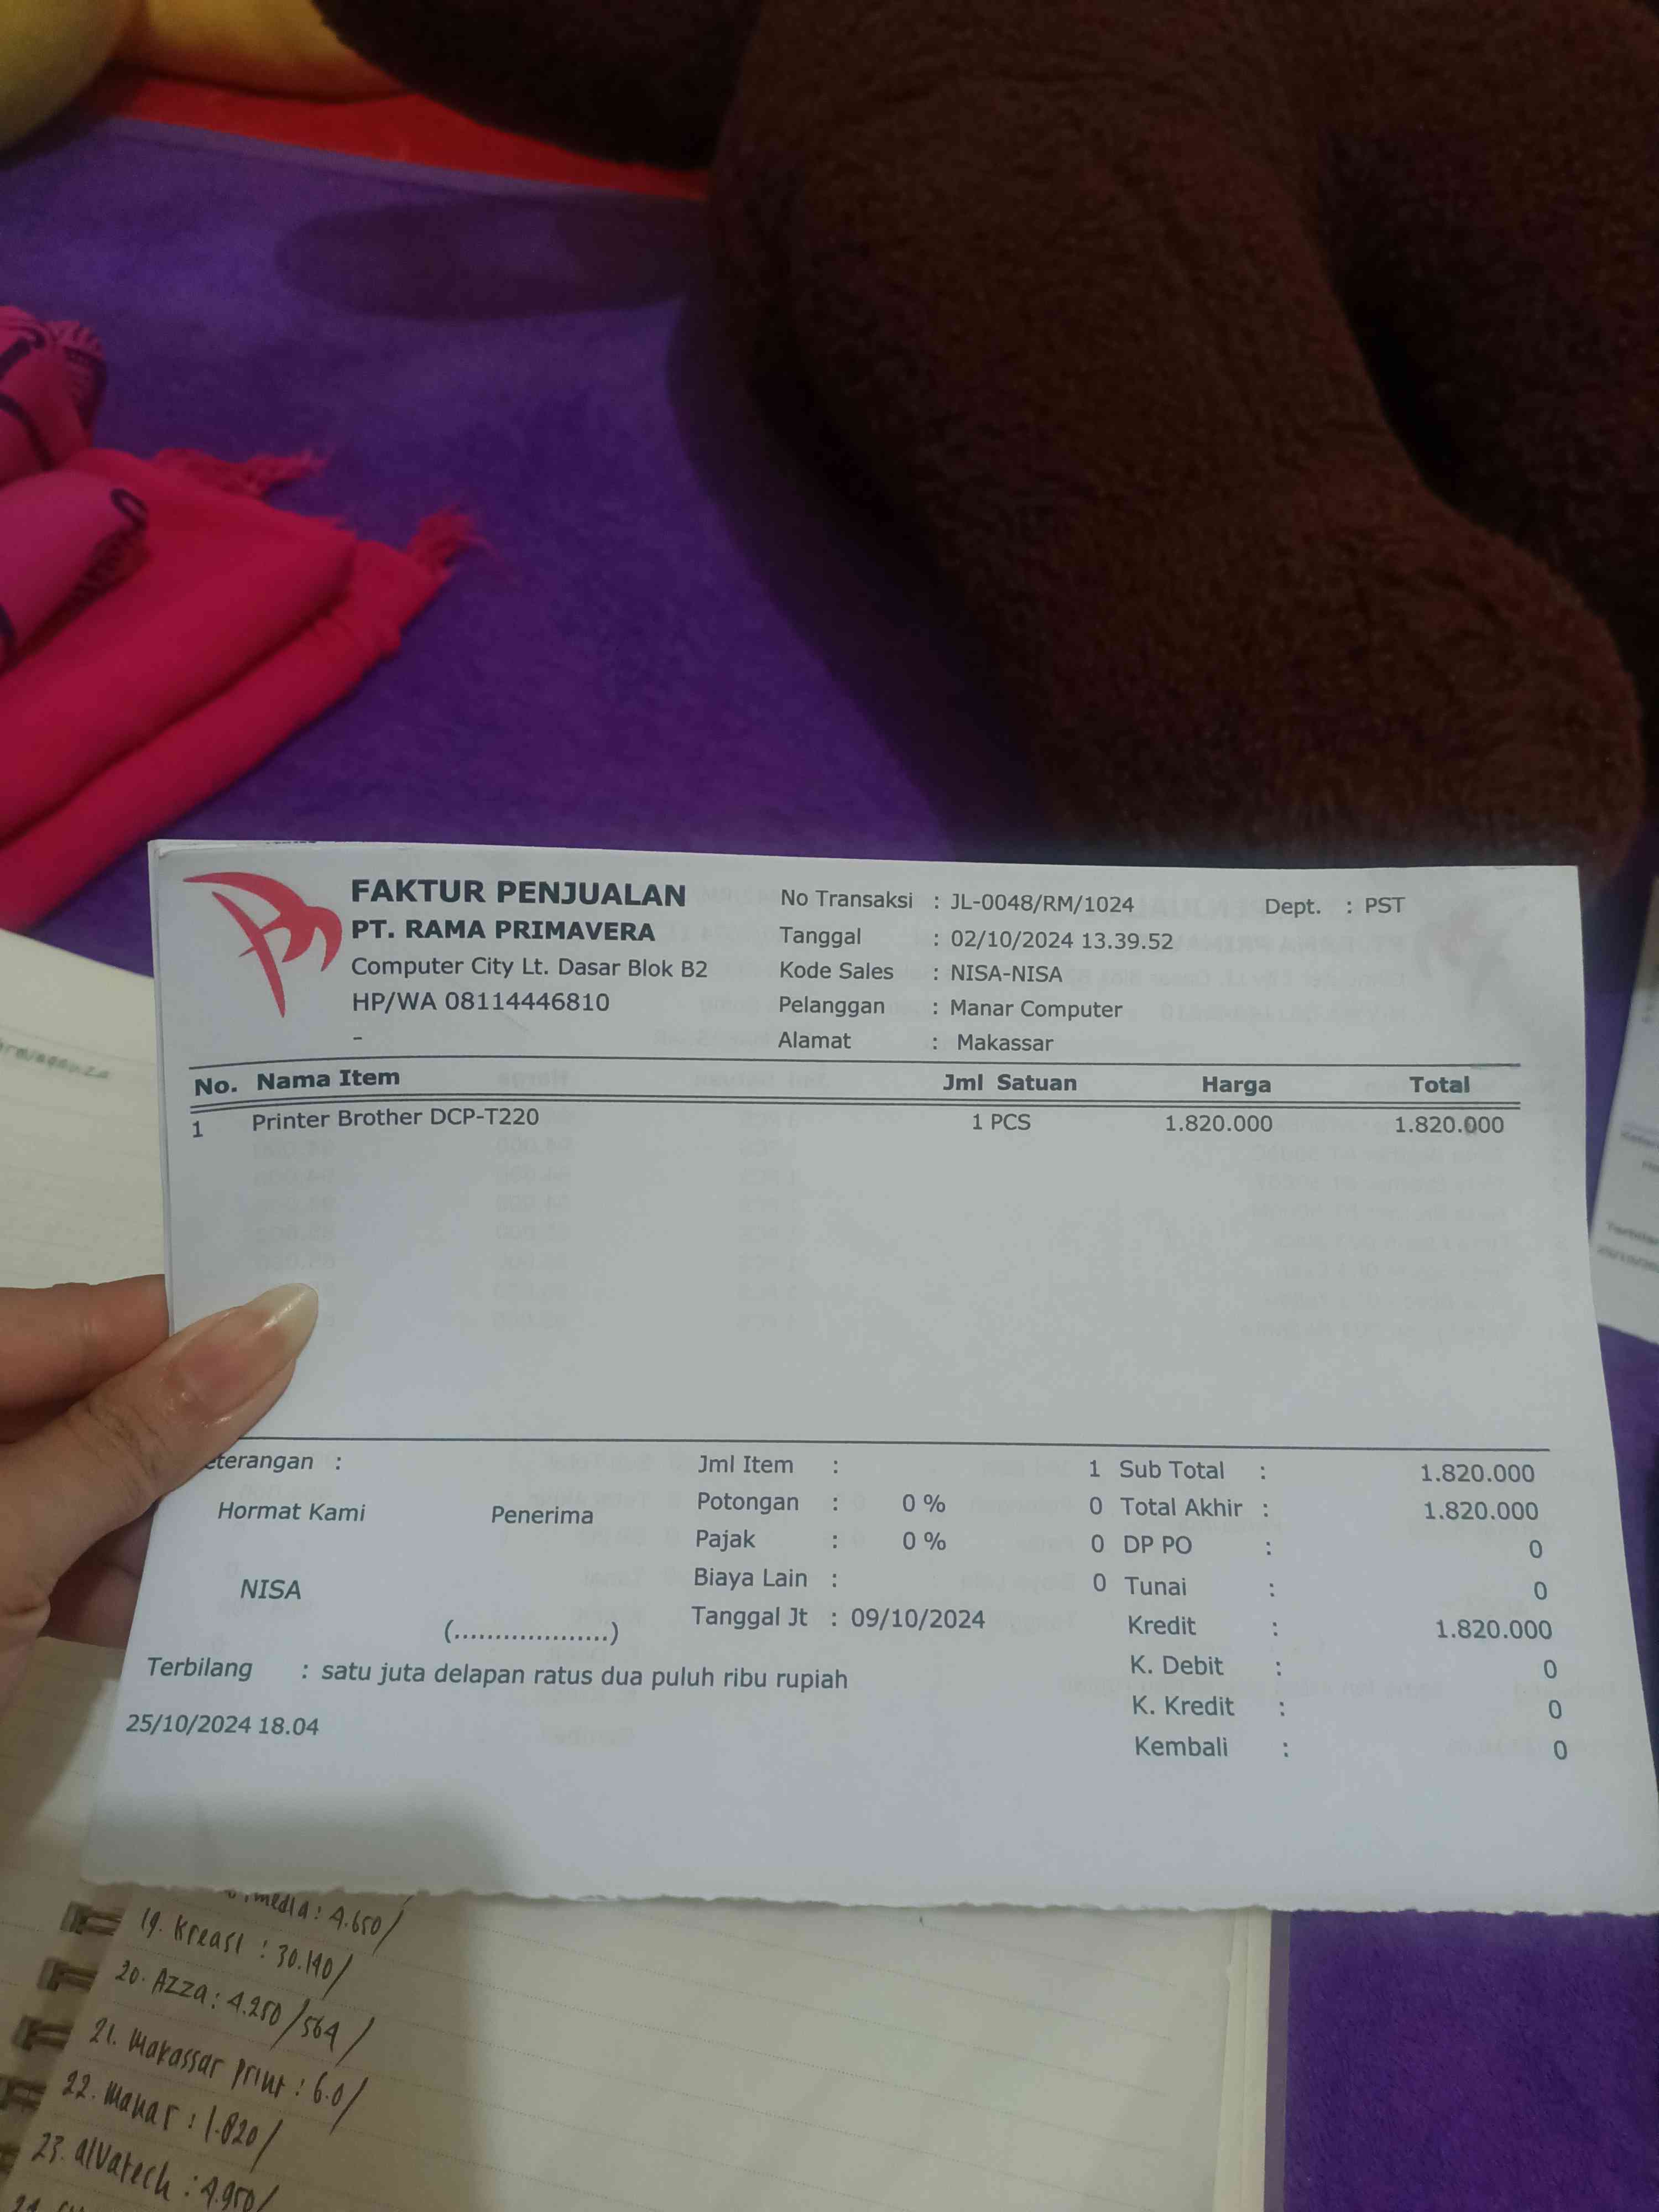 FAKTUR PENJUALAN
PT. RAMA PRIMAVERA
Computer City Lt. Dasar Blok B2
HP/WA 08114446810
-
No Transaksi : JL-0048/RM/1024 Dept. : PST
Tanggal : 02/10/2024 13.39.52
Kode Sales : NISA-NISA
Pelanggan : Manar Computer
Alamat : Makassar
No. Nama Item Jml Satuan Harga Total
1 Printer Brother DCP-T220 1 PCS 1.820.000 1.820.000
eterangan :
Hormat Kami Penerima
NISA
(...................)
Jml Item : 1
Potongan : 0 % 0
Pajak : 0 % 0
Biaya Lain : 0
Tanggal Jt : 09/10/2024
Sub Total : 1.820.000
Total Akhir : 1.820.000
DP PO : 0
Tunai : 0
Kredit : 1.820.000
K. Debit : 0
K. Kredit : 0
Kembali : 0
Terbilang : satu juta delapan ratus dua puluh ribu rupiah
25/10/2024 18.04
media : 4.650/
19. Kreasi : 30.140/
20. Azza : 4.250/564/
21. Makassar print : 6.0/
22. Manar : 1.820/
23. alvatech : 4.950/